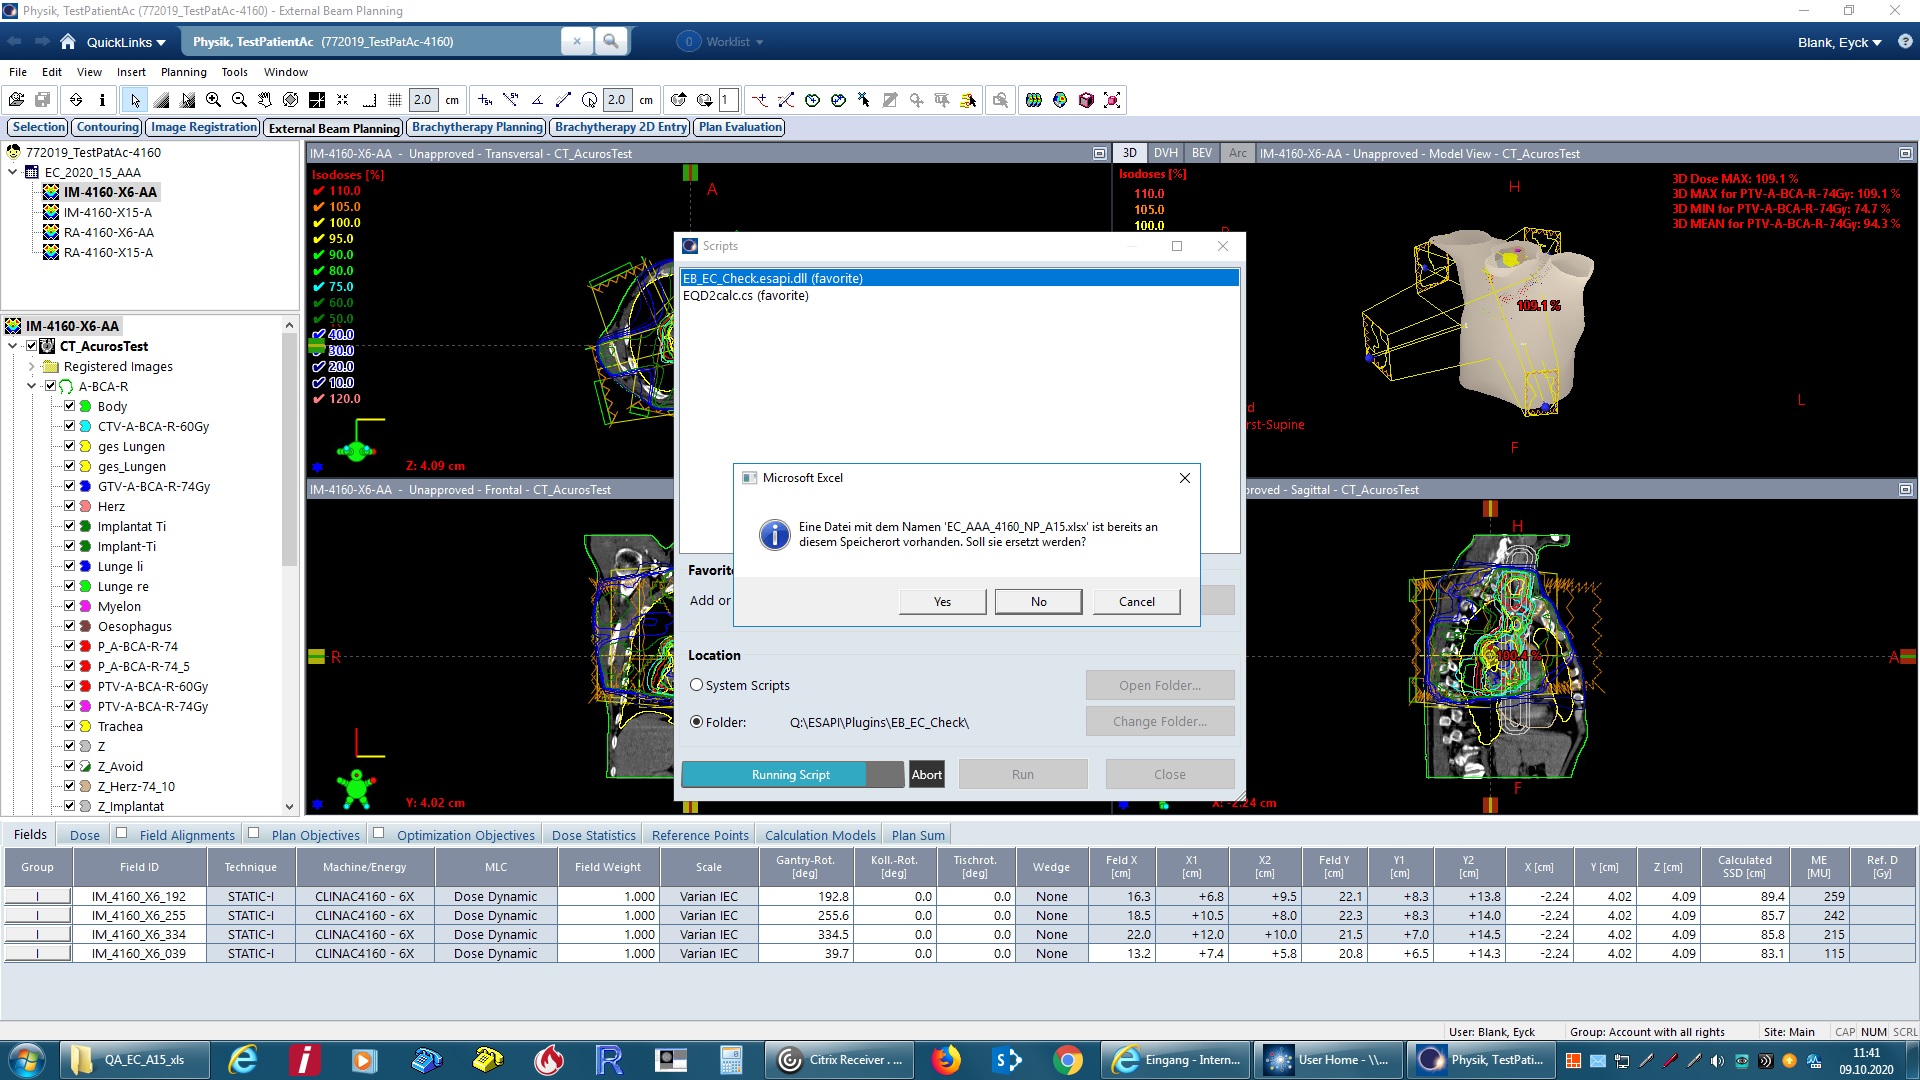 Physik, TestPatientAc (772019_TestPatAc-4160) - External Beam Planning
QuickLinks
Physik, TestPatientAc (772019_TestPatAc-4160)
0 Worklist
Blank, Eyck
File Edit View Insert Planning Tools Window
2.0 cm 2.0 cm 1
Selection Contouring Image Registration External Beam Planning Brachytherapy Planning Brachytherapy 2D Entry Plan Evaluation
772019_TestPatAc-4160
EC_2020_15_AAA
IM-4160-X6-AA
IM-4160-X15-A
RA-4160-X6-AA
RA-4160-X15-A
IM-4160-X6-AA
CT_AcurosTest
Registered Images
A-BCA-R
Body
CTV-A-BCA-R-60Gy
ges Lungen
ges_Lungen
GTV-A-BCA-R-74Gy
Herz
Implantat Ti
Implant-Ti
Lunge li
Lunge re
Myelon
Oesophagus
P_A-BCA-R-74
P_A-BCA-R-74_5
PTV-A-BCA-R-60Gy
PTV-A-BCA-R-74Gy
Trachea
Z
Z_Avoid
Z_Herz-74_10
Z_Implantat
IM-4160-X6-AA - Unapproved - Transversal - CT_AcurosTest
Isodoses [%]
110.0
105.0
100.0
95.0
90.0
80.0
75.0
60.0
50.0
40.0
30.0
20.0
10.0
120.0
A
Z: 4.09 cm
3D DVH BEV Arc IM-4160-X6-AA - Unapproved - Model View - CT_AcurosTest
Isodoses [%]
110.0
105.0
100.0
H
3D Dose MAX: 109.1 %
3D MAX for PTV-A-BCA-R-74Gy: 109.1 %
3D MIN for PTV-A-BCA-R-74Gy: 74.7 %
3D MEAN for PTV-A-BCA-R-74Gy: 94.3 %
109.1 %
L
rst-Supine
F
IM-4160-X6-AA - Unapproved - Frontal - CT_AcurosTest
R
Y: 4.02 cm
oved - Sagittal - CT_AcurosTest
H
A
F
X: -2.24 cm
Scripts
EB_EC_Check.esapi.dll (favorite)
EQD2calc.cs (favorite)
Favorite
Add or
Location
System Scripts
Open Folder...
Folder: Q:\ESAPI\Plugins\EB_EC_Check\
Change Folder...
Running Script Abort Run Close
Microsoft Excel
Eine Datei mit dem Namen 'EC_AAA_4160_NP_A15.xlsx' ist bereits an
diesem Speicherort vorhanden. Soll sie ersetzt werden?
Yes No Cancel
Fields Dose Field Alignments Plan Objectives Optimization Objectives Dose Statistics Reference Points Calculation Models Plan Sum
Group Field ID Technique Machine/Energy MLC Field Weight Scale Gantry-Rot. [deg] Koll.-Rot. [deg] Tischrot. [deg] Wedge Feld X [cm] X1 [cm] X2 [cm] Feld Y [cm] Y1 [cm] Y2 [cm] X [cm] Y [cm] Z [cm] Calculated SSD [cm] ME [MU] Ref. D [Gy]
I IM_4160_X6_192 STATIC-I CLINAC4160 - 6X Dose Dynamic 1.000 Varian IEC 192.8 0.0 0.0 None 16.3 +6.8 +9.5 22.1 +8.3 +13.8 -2.24 4.02 4.09 89.4 259
I IM_4160_X6_255 STATIC-I CLINAC4160 - 6X Dose Dynamic 1.000 Varian IEC 255.6 0.0 0.0 None 18.5 +10.5 +8.0 22.3 +8.3 +14.0 -2.24 4.02 4.09 85.7 242
I IM_4160_X6_334 STATIC-I CLINAC4160 - 6X Dose Dynamic 1.000 Varian IEC 334.5 0.0 0.0 None 22.0 +12.0 +10.0 21.5 +7.0 +14.5 -2.24 4.02 4.09 85.8 215
I IM_4160_X6_039 STATIC-I CLINAC4160 - 6X Dose Dynamic 1.000 Varian IEC 39.7 0.0 0.0 None 13.2 +7.4 +5.8 20.8 +6.5 +14.3 -2.24 4.02 4.09 83.1 115
User: Blank, Eyck Group: Account with all rights Site: Main CAP NUM SCRL
QA_EC_A15_xls Citrix Receiver . ... Eingang - Intern... User Home - \\... Physik, TestPati... 11:41
09.10.2020